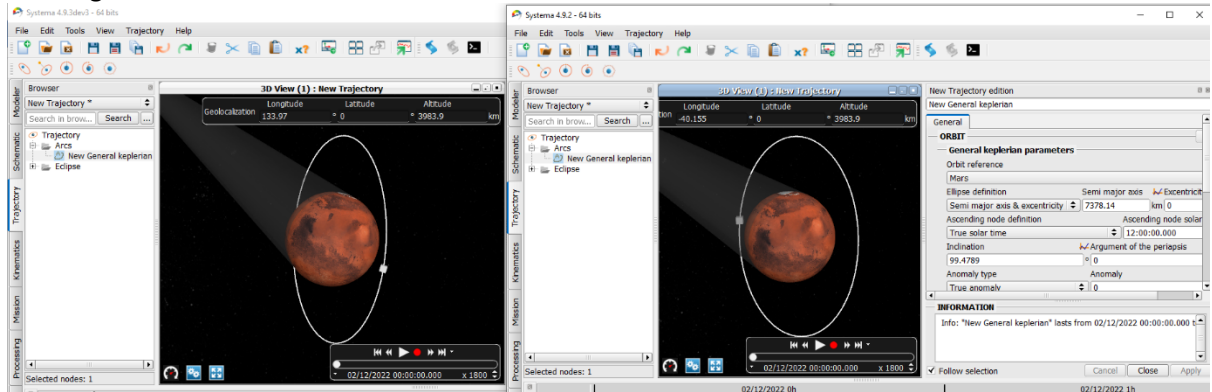 Systema 4.9.3dev3 - 64 bits
File Edit Tools View Trajectory Help
Browser
New Trajectory *
Search in brow... Search ...
Trajectory
Arcs
New General keplerian
Eclipse
Modeler
Schematic
Trajectory
Kinematics
Mission
Processing
3D View (1) : New Trajectory
Longitude Latitude Altitude
Geolocalization 133.97 ° 0 ° 3983.9 km
02/12/2022 00:00:00.000 x 1800
Selected nodes: 1
Systema 4.9.2 - 64 bits
File Edit Tools View Trajectory Help
Browser
New Trajectory *
Search in brow... Search ...
Trajectory
Arcs
New General keplerian
Eclipse
Modeler
Schematic
Trajectory
Kinematics
Mission
Processing
3D View (1) : New Trajectory
Longitude Latitude Altitude
tion -40.155 ° 0 ° 3983.9 km
02/12/2022 00:00:00.000 x 1800
Selected nodes: 1
New Trajectory edition
New General keplerian
General
ORBIT
General keplerian parameters
Orbit reference
Mars
Ellipse definition Semi major axis Excentricit
Semi major axis & excentricity 7378.14 km 0
Ascending node definition Ascending node solar
True solar time 12:00:00.000
Inclination Argument of the periapsis
99.4789 ° 0
Anomaly type Anomaly
True anomaly 0
INFORMATION
Info: "New General keplerian" lasts from 02/12/2022 00:00:00.000 t
Follow selection Cancel Close Apply
02/12/2022 0h 02/12/2022 1h